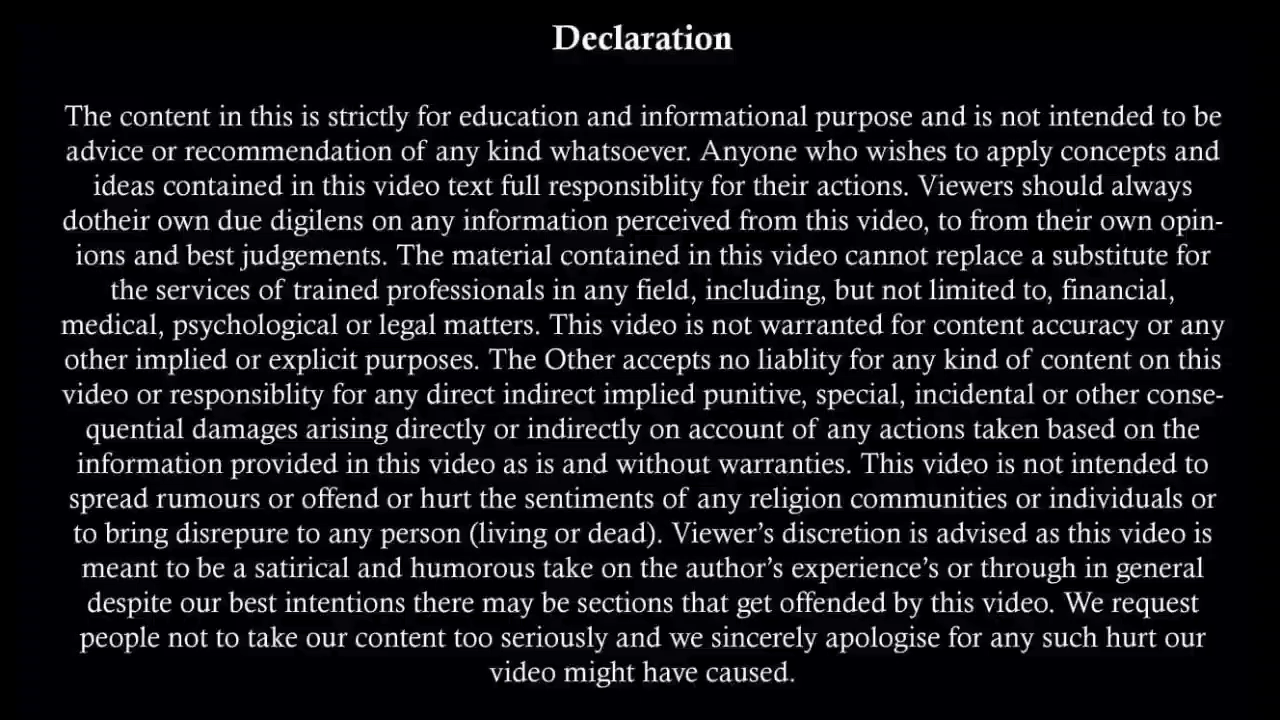 Declaration
The content in this is strictly for education and informational purpose and is not intended to be
advice or recommendation of any kind whatsoever. Anyone who wishes to apply concepts and
ideas contained in this video text full responsiblity for their actions. Viewers should always
dotheir own due digilens on any information perceived from this video, to from their own opin-
ions and best judgements. The material contained in this video cannot replace a substitute for
the services of trained professionals in any field, including, but not limited to, financial,
medical, psychological or legal matters. This video is not warranted for content accuracy or any
other implied or explicit purposes. The Other accepts no liablity for any kind of content on this
video or responsiblity for any direct indirect implied punitive, special, incidental or other conse-
quential damages arising directly or indirectly on account of any actions taken based on the
information provided in this video as is and without warranties. This video is not intended to
spread rumours or offend or hurt the sentiments of any religion communities or individuals or
to bring disrepure to any person (living or dead). Viewer's discretion is advised as this video is
meant to be a satirical and humorous take on the author's experience's or through in general
despite our best intentions there may be sections that get offended by this video. We request
people not to take our content too seriously and we sincerely apologise for any such hurt our
video might have caused.